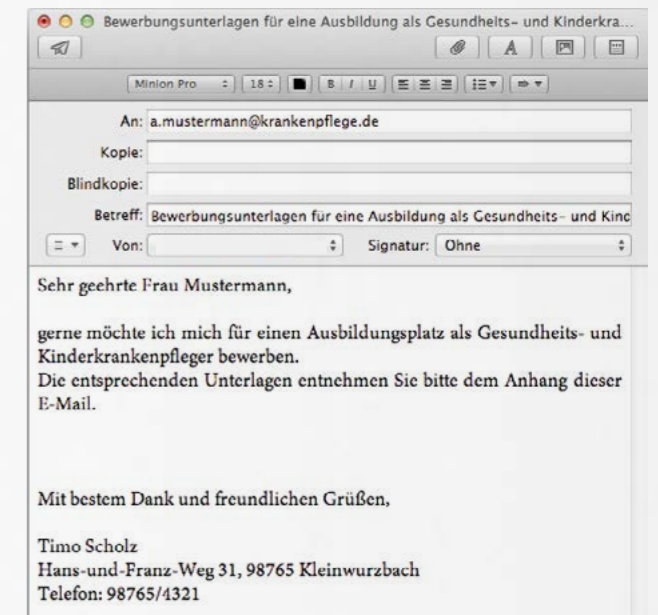 Bewerbungsunterlagen für eine Ausbildung als Gesundheits- und Kinderkra...
A
Minion Pro 18 B I U
An: a.mustermann@krankenpflege.de
Kopie:
Blindkopie:
Betreff: Bewerbungsunterlagen für eine Ausbildung als Gesundheits- und Kind
Von: Signatur: Ohne
Sehr geehrte Frau Mustermann,
gerne möchte ich mich für einen Ausbildungsplatz als Gesundheits- und
Kinderkrankenpfleger bewerben.
Die entsprechenden Unterlagen entnehmen Sie bitte dem Anhang dieser
E-Mail.
Mit bestem Dank und freundlichen Grüßen,
Timo Scholz
Hans-und-Franz-Weg 31, 98765 Kleinwurzbach
Telefon: 98765/4321